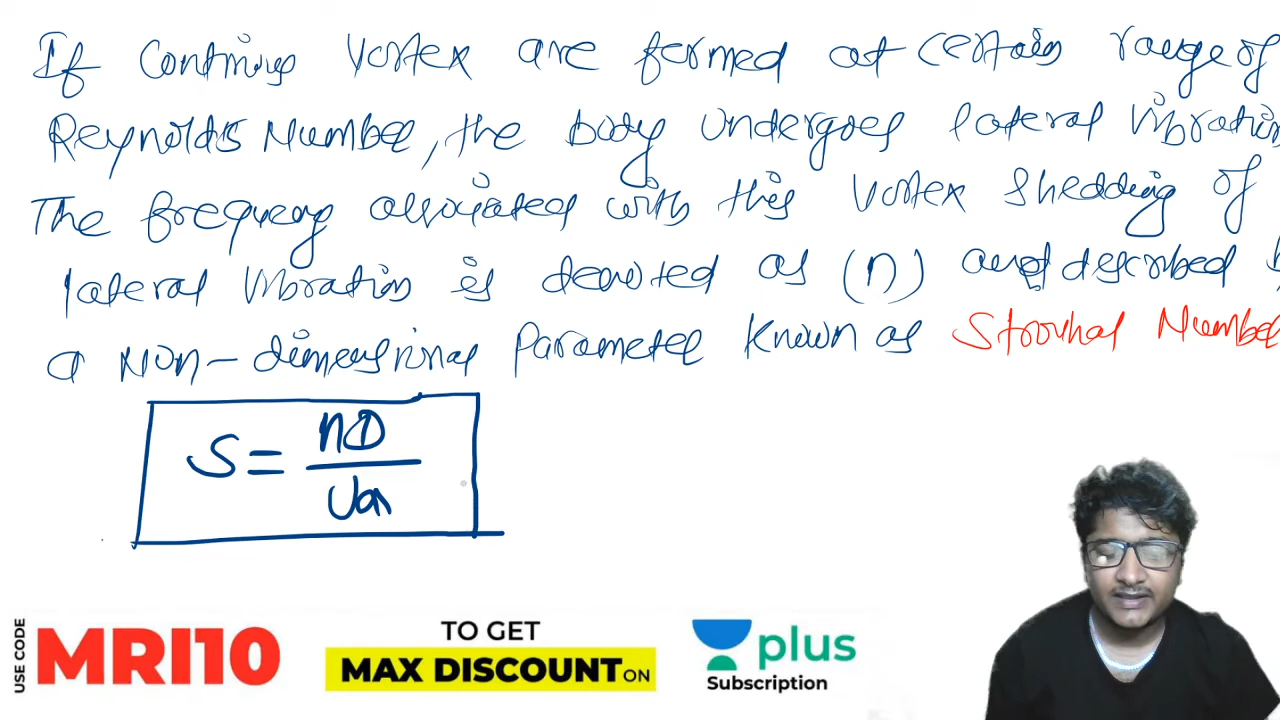 If Continus Vortex are formed at certain range of
Reynolds Number, the body undergoes lateral Vibration
The frequency associated with this Vortex Shedding of
lateral Vibration is denoted as (n) and described
a Non-dimensional Parameter Known as Strouhal Number
S = nD
USE CODE
MRI10
TO GET
MAX DISCOUNT ON
plus
Subscription